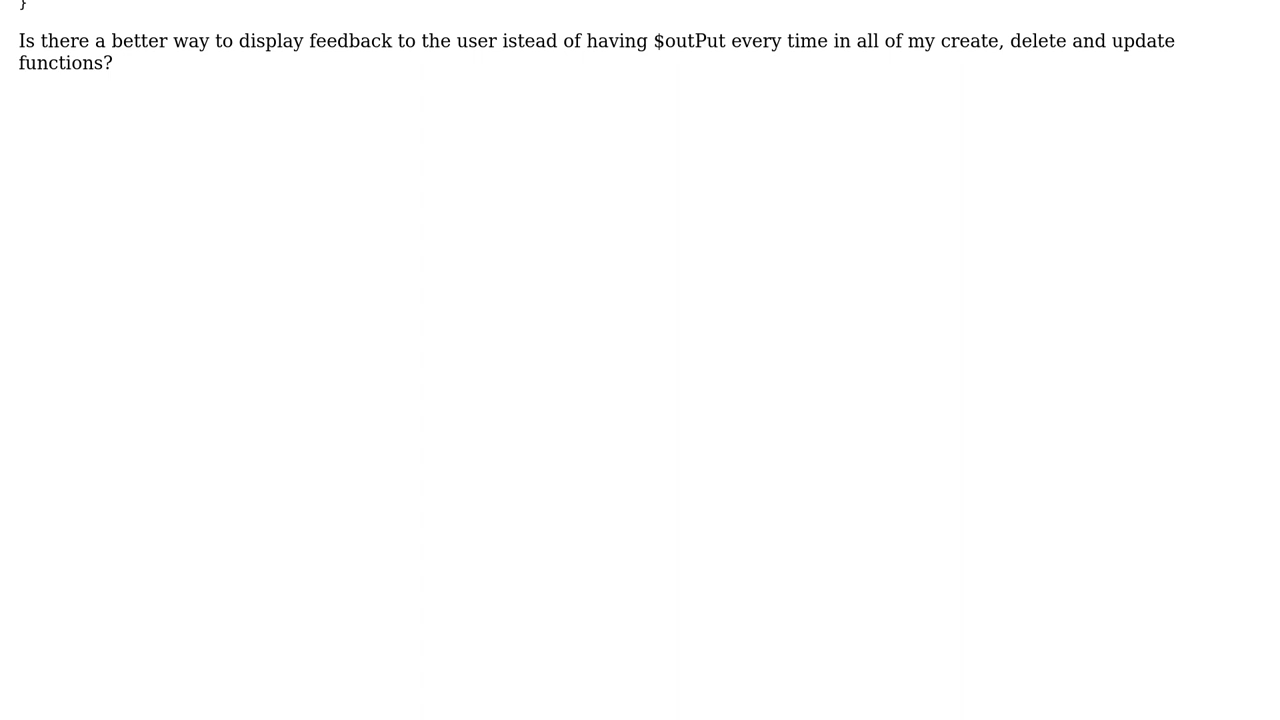 }
Is there a better way to display feedback to the user istead of having $outPut every time in all of my create, delete and update
functions?